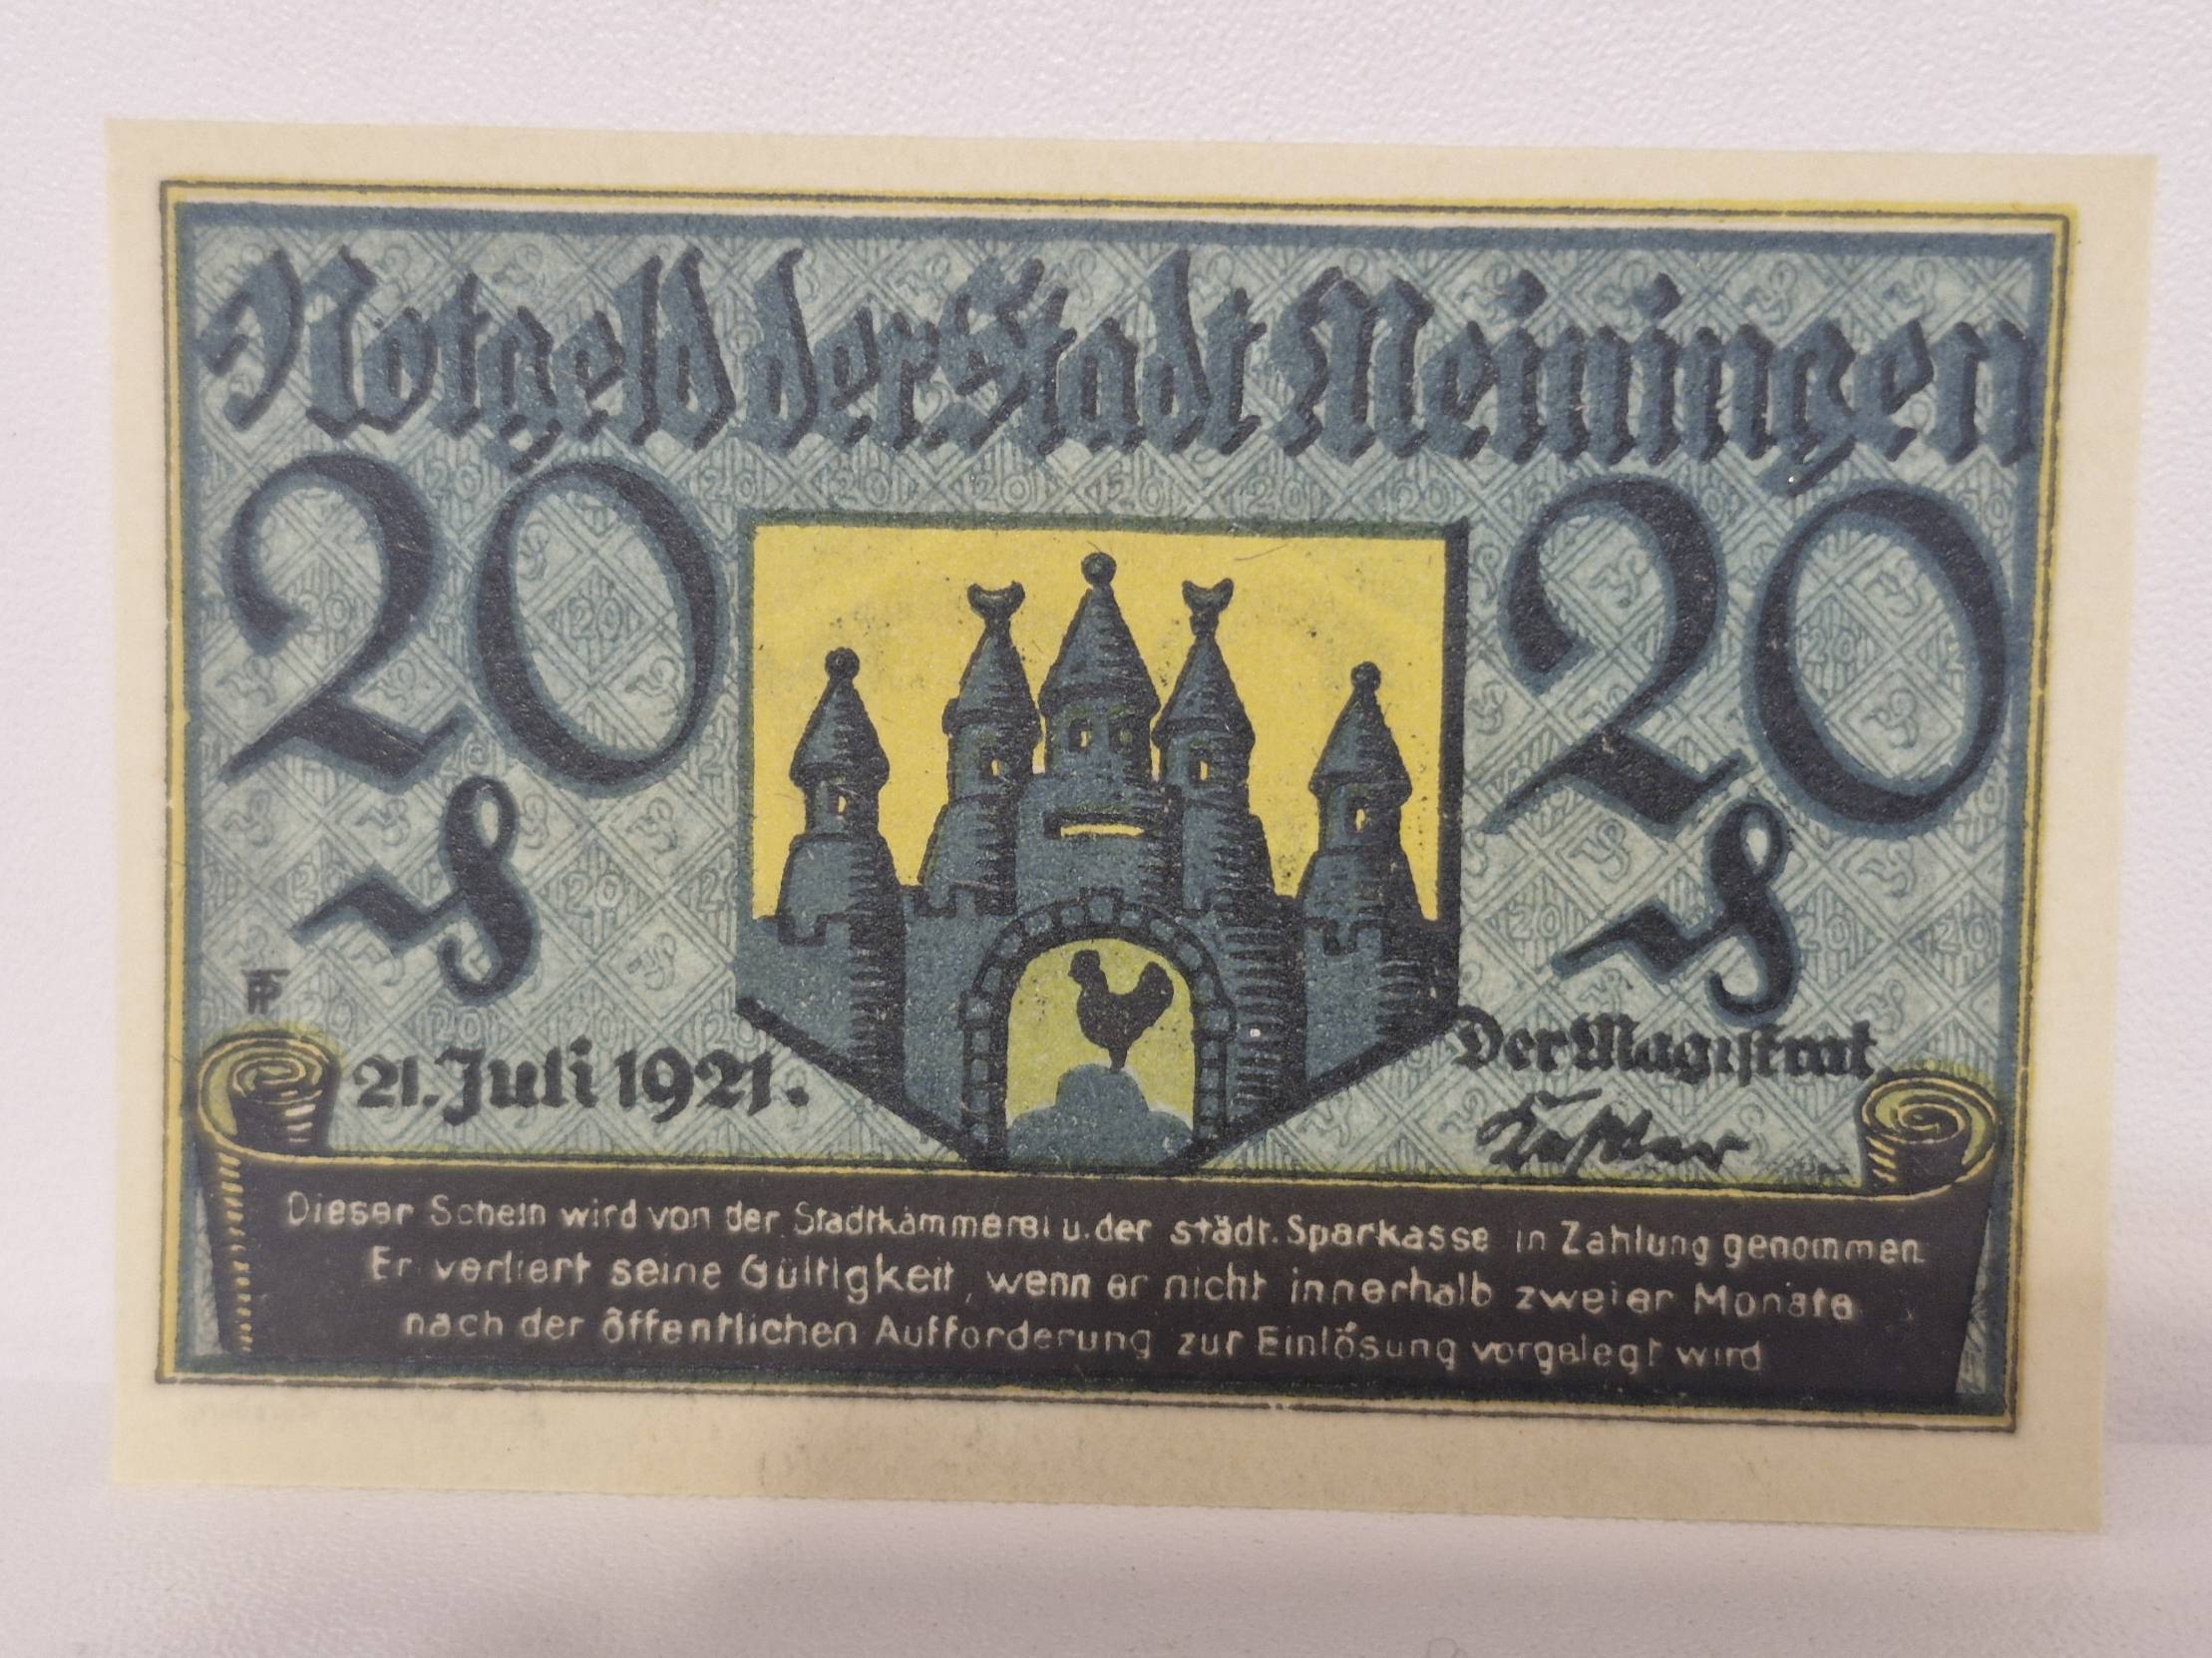 Notgeld der Stadt Meiningen
20 20
₰ ₰
21. Juli 1921.
Der Magistrat
Dieser Schein wird von der Stadtkämmerei u. der städt. Sparkasse in Zahlung genommen
Er verliert seine Gültigkeit, wenn er nicht innerhalb zweier Monate
nach der öffentlichen Aufforderung zur Einlösung vorgelegt wird